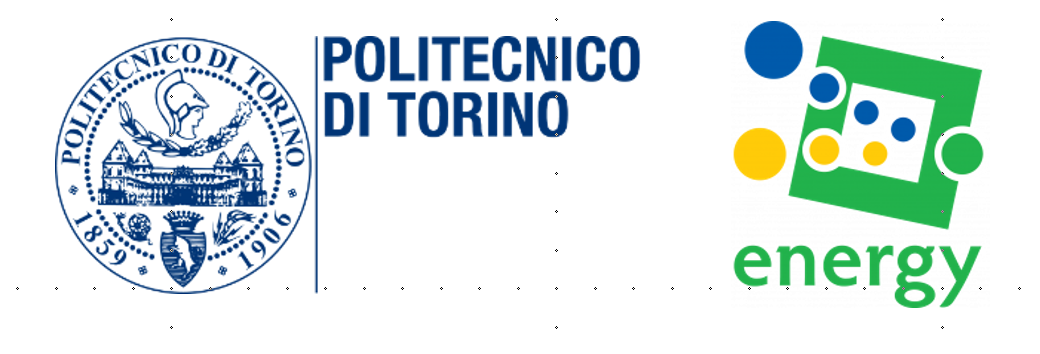 POLITECNICO DI TORINO
1859
1906
POLITECNICO
DI TORINO
energy